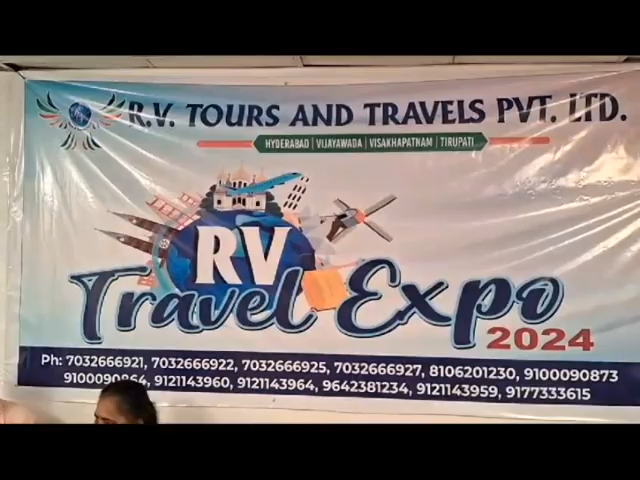 R.V. TOURS AND TRAVELS PVT. LTD.
HYDERABAD | VIJAYAWADA | VISAKHAPATNAM | TIRUPATI
RV
Travel Expo
2024
Ph: 7032666921, 7032666922, 7032666925, 7032666927, 8106201230, 9100090873
9100090864, 9121143960, 9121143964, 9642381234, 9121143959, 9177333615